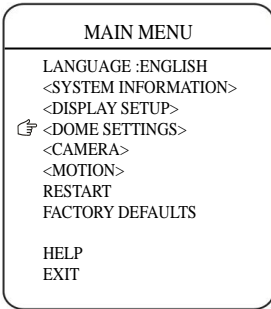 MAIN MENU
LANGUAGE :ENGLISH
<SYSTEM INFORMATION>
<DISPLAY SETUP>
<DOME SETTINGS>
<CAMERA>
<MOTION>
RESTART
FACTORY DEFAULTS
HELP
EXIT